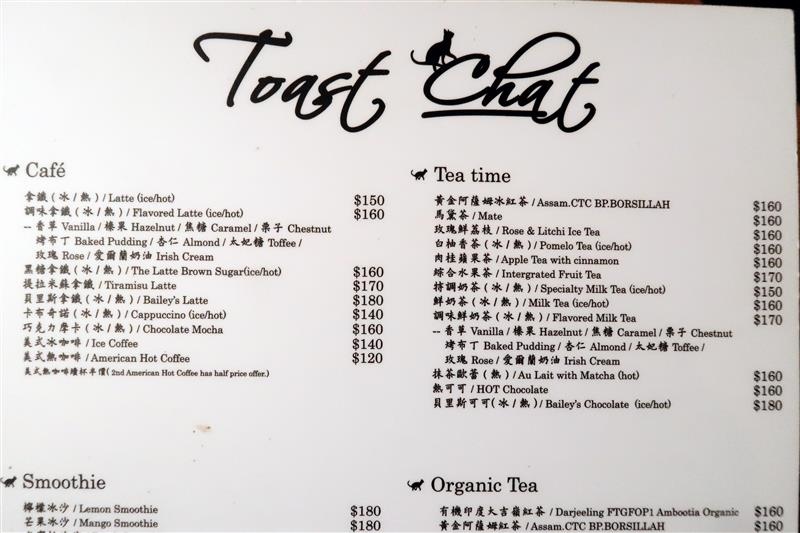 Toast Chat
Café
拿鐵 ( 冰 / 熱 ) / Latte (ice/hot) $150
調味拿鐵 ( 冰 / 熱 ) / Flavored Latte (ice/hot) $160
-- 香草 Vanilla / 榛果 Hazelnut / 焦糖 Caramel / 栗子 Chestnut
烤布丁 Baked Pudding / 杏仁 Almond / 太妃糖 Toffee /
玫瑰 Rose / 愛爾蘭奶油 Irish Cream
黑糖拿鐵 ( 冰 / 熱 ) / The Latte Brown Sugar(ice/hot) $160
提拉米蘇拿鐵 / Tiramisu Latte $170
貝里斯拿鐵 ( 冰 / 熱 ) / Bailey's Latte $180
卡布奇諾 ( 冰 / 熱 ) / Cappuccino (ice/hot) $140
巧克力摩卡 ( 冰 / 熱 ) / Chocolate Mocha $160
美式冰咖啡 / Ice Coffee $140
美式熱咖啡 / American Hot Coffee $120
美式熱咖啡續杯半價( 2nd American Hot Coffee has half price offer.)
Tea time
黃金阿薩姆冰紅茶 / Assam.CTC BP.BORSILLAH $160
馬黛茶 / Mate $160
玫瑰鮮荔枝 / Rose & Litchi Ice Tea $160
白柚香茶 ( 冰 / 熱 ) / Pomelo Tea (ice/hot) $160
肉桂蘋果茶 / Apple Tea with cinnamon $160
綜合水果茶 / Intergrated Fruit Tea $170
特調奶茶 ( 冰 / 熱 ) / Specialty Milk Tea (ice/hot) $150
鮮奶茶 ( 冰 / 熱 ) / Milk Tea (ice/hot) $160
調味鮮奶茶 ( 冰 / 熱 ) / Flavored Milk Tea $170
-- 香草 Vanilla / 榛果 Hazelnut / 焦糖 Caramel / 栗子 Chestnut
烤布丁 Baked Pudding / 杏仁 Almond / 太妃糖 Toffee /
玫瑰 Rose / 愛爾蘭奶油 Irish Cream
抹茶歐蕾 ( 熱 ) / Au Lait with Matcha (hot) $160
熱可可 / HOT Chocolate $160
貝里斯可可( 冰 / 熱 ) / Bailey's Chocolate (ice/hot) $180
Smoothie
檸檬冰沙 / Lemon Smoothie $180
芒果冰沙 / Mango Smoothie $180
Organic Tea
有機印度大吉嶺紅茶 / Darjeeling FTGFOP1 Ambootia Organic $160
黃金阿薩姆紅茶 / Assam.CTC BP.BORSILLAH $160